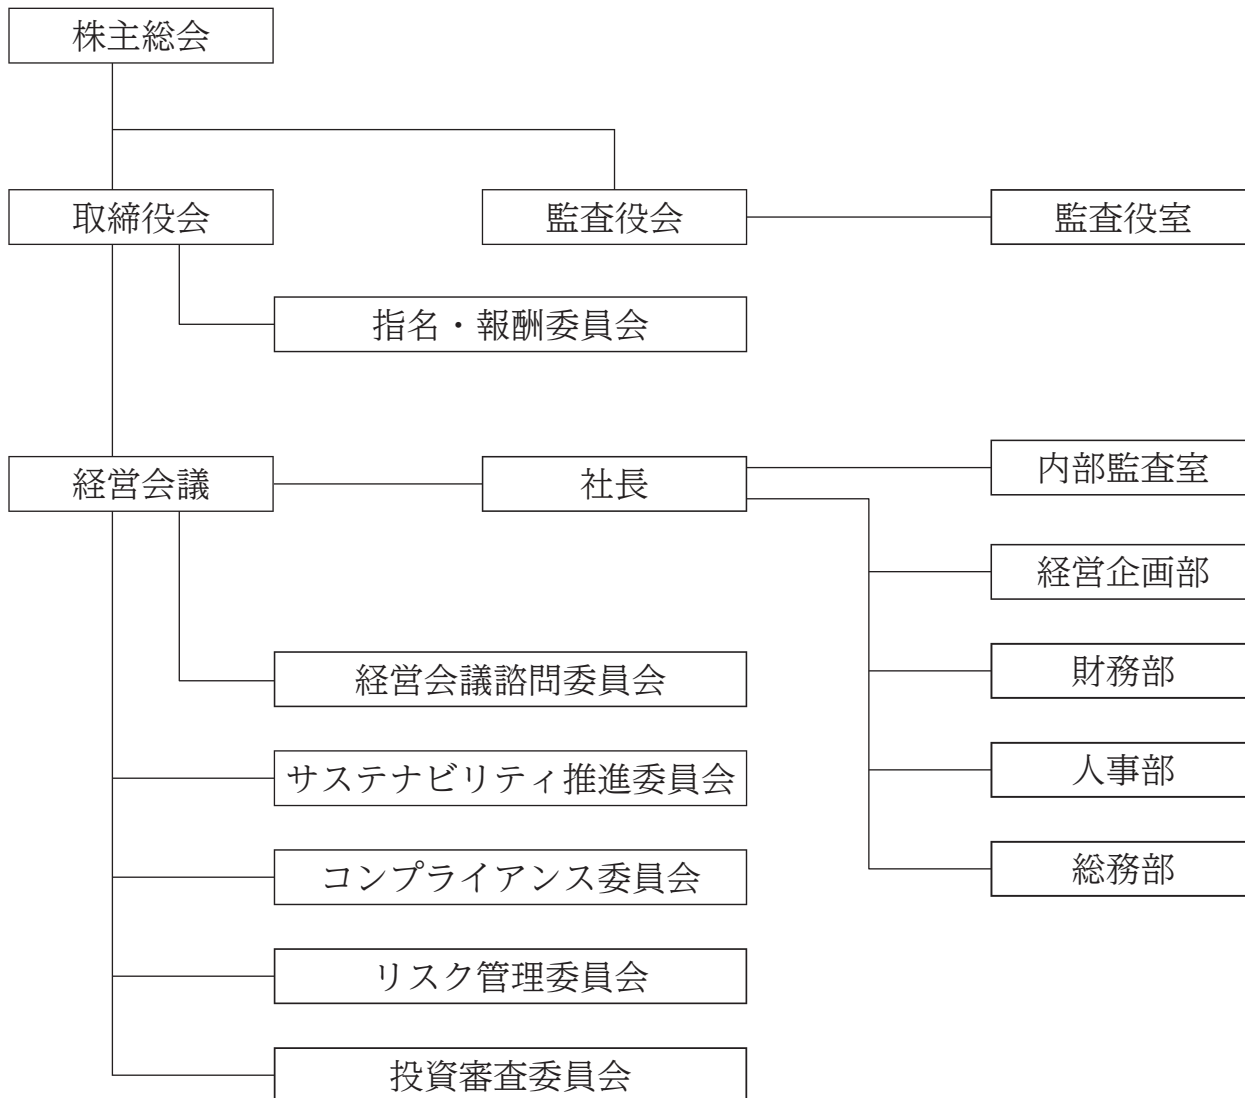 株主総会
取締役会
監査役会
監査役室
指名・報酬委員会
経営会議
社長
内部監査室
経営企画部
財務部
人事部
総務部
経営会議諮問委員会
サステナビリティ推進委員会
コンプライアンス委員会
リスク管理委員会
投資審査委員会